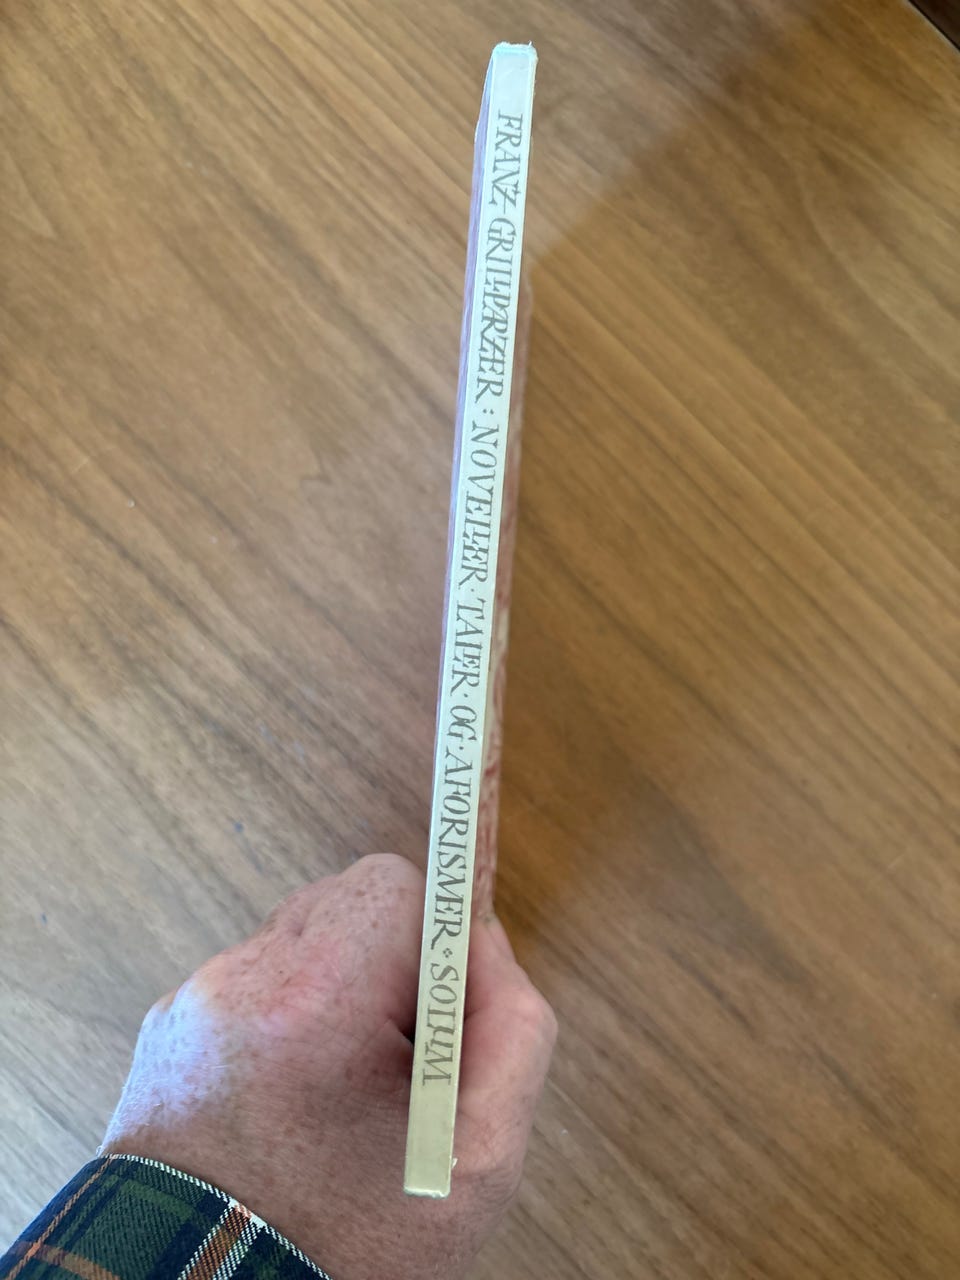 FRANZ GRILLPARZER : NOVELLER · TALER · OG · AFORISMER · SOLUM